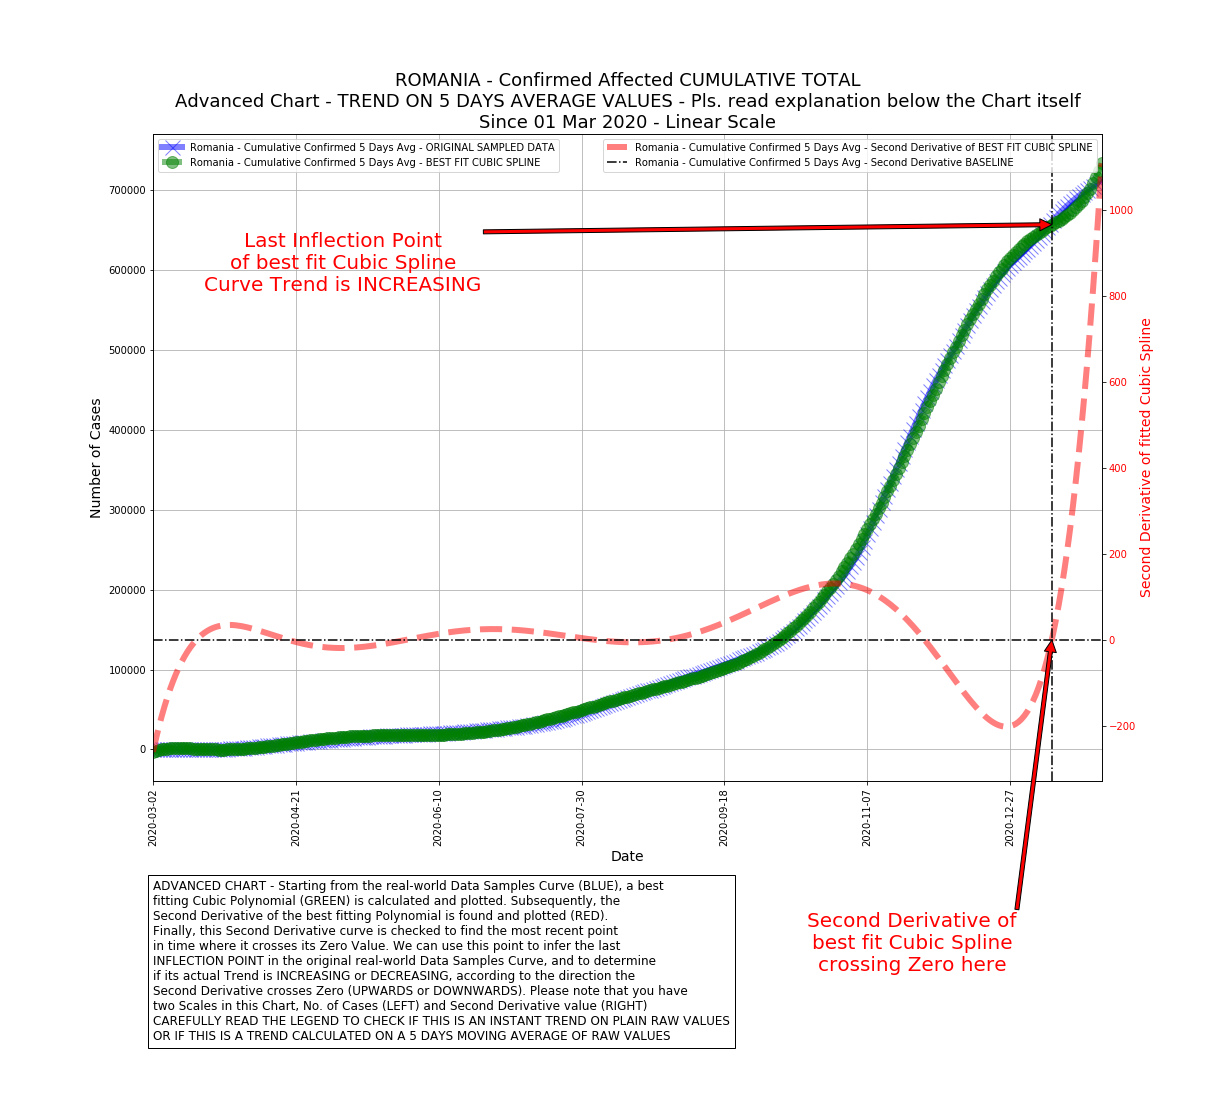 ROMANIA - Confirmed Affected CUMULATIVE TOTAL
Advanced Chart - TREND ON 5 DAYS AVERAGE VALUES - Pls. read explanation below the Chart itself
Since 01 Mar 2020 - Linear Scale
Romania - Cumulative Confirmed 5 Days Avg - ORIGINAL SAMPLED DATA
Romania - Cumulative Confirmed 5 Days Avg - BEST FIT CUBIC SPLINE
Romania - Cumulative Confirmed 5 Days Avg - Second Derivative of BEST FIT CUBIC SPLINE
Romania - Cumulative Confirmed 5 Days Avg - Second Derivative BASELINE
Last Inflection Point
of best fit Cubic Spline
Curve Trend is INCREASING
Number of Cases
700000
600000
500000
400000
300000
200000
100000
0
1000
800
600
400
200
0
−200
Second Derivative of fitted Cubic Spline
2020-03-02
2020-04-21
2020-06-10
2020-07-30
2020-09-18
2020-11-07
2020-12-27
Date
ADVANCED CHART - Starting from the real-world Data Samples Curve (BLUE), a best
fitting Cubic Polynomial (GREEN) is calculated and plotted. Subsequently, the
Second Derivative of the best fitting Polynomial is found and plotted (RED).
Finally, this Second Derivative curve is checked to find the most recent point
in time where it crosses its Zero Value. We can use this point to infer the last
INFLECTION POINT in the original real-world Data Samples Curve, and to determine
if its actual Trend is INCREASING or DECREASING, according to the direction the
Second Derivative crosses Zero (UPWARDS or DOWNWARDS). Please note that you have
two Scales in this Chart, No. of Cases (LEFT) and Second Derivative value (RIGHT)
CAREFULLY READ THE LEGEND TO CHECK IF THIS IS AN INSTANT TREND ON PLAIN RAW VALUES
OR IF THIS IS A TREND CALCULATED ON A 5 DAYS MOVING AVERAGE OF RAW VALUES
Second Derivative of
best fit Cubic Spline
crossing Zero here